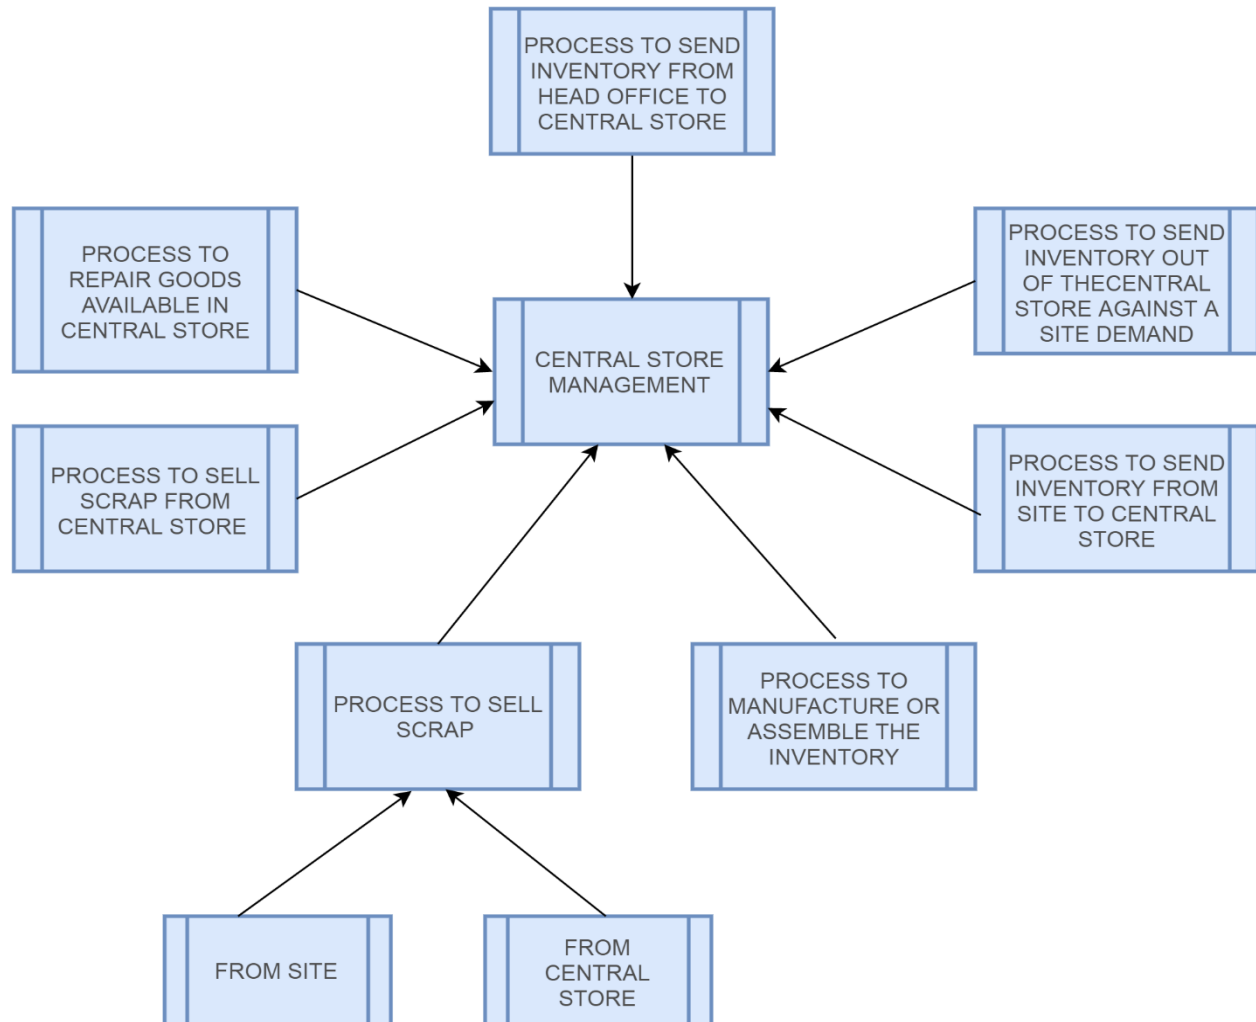 PROCESS TO SEND
INVENTORY FROM
HEAD OFFICE TO
CENTRAL STORE
PROCESS TO
REPAIR GOODS
AVAILABLE IN
CENTRAL STORE
PROCESS TO SEND
INVENTORY OUT
OF THECENTRAL
STORE AGAINST A
SITE DEMAND
CENTRAL STORE
MANAGEMENT
PROCESS TO SELL
SCRAP FROM
CENTRAL STORE
PROCESS TO SEND
INVENTORY FROM
SITE TO CENTRAL
STORE
PROCESS TO SELL
SCRAP
PROCESS TO
MANUFACTURE OR
ASSEMBLE THE
INVENTORY
FROM SITE
FROM
CENTRAL
STORE